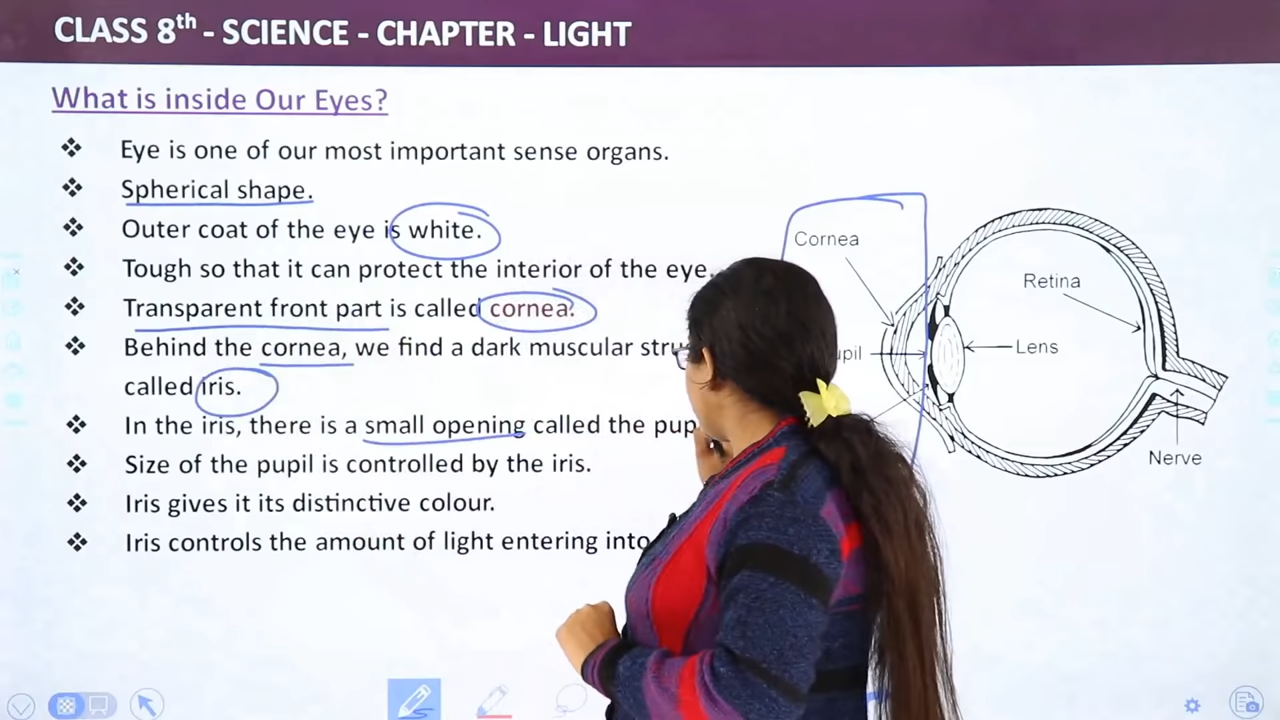 CLASS 8th - SCIENCE - CHAPTER - LIGHT
What is inside Our Eyes?
Eye is one of our most important sense organs.
Spherical shape.
Outer coat of the eye is white.
Tough so that it can protect the interior of the eye.
Transparent front part is called cornea.
Behind the cornea, we find a dark muscular
called iris.
In the iris, there is a small opening called the
Size of the pupil is controlled by the iris.
Iris gives it its distinctive colour.
Iris controls the amount of light entering into
Cornea
Retina
Lens
Nerve